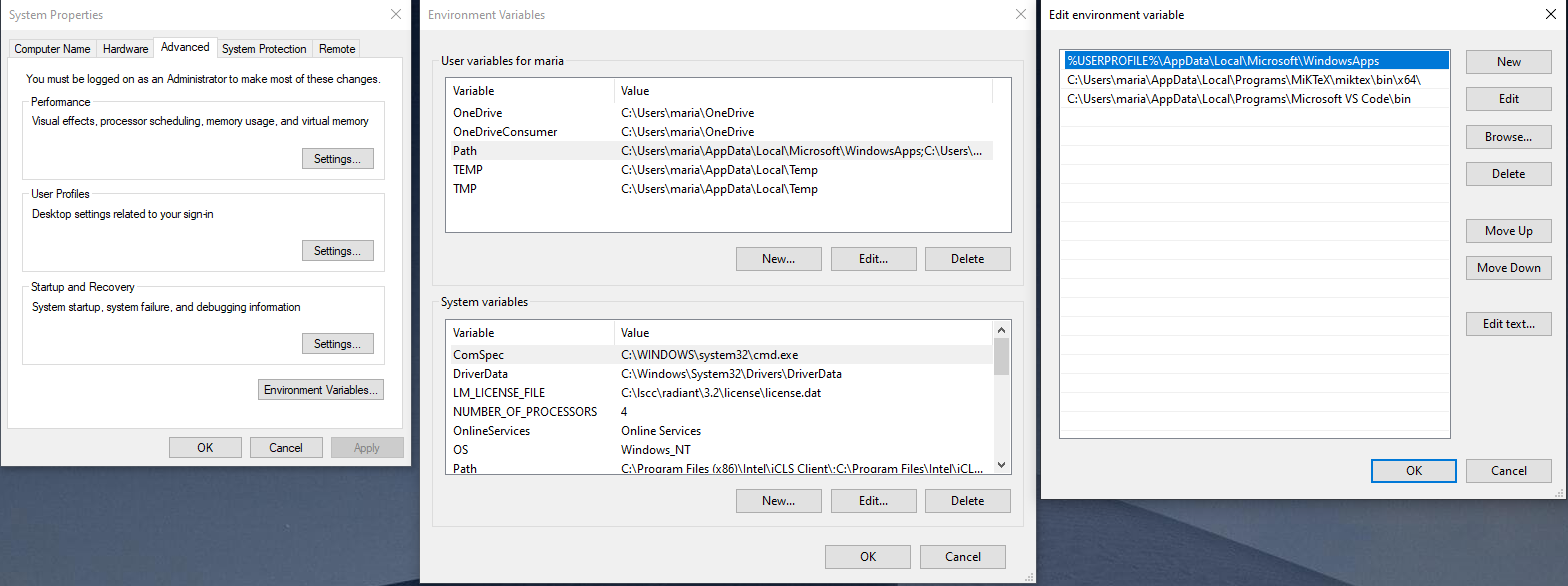 System Properties
Computer Name Hardware Advanced System Protection Remote
You must be logged on as an Administrator to make most of these changes.
Performance
Visual effects, processor scheduling, memory usage, and virtual memory
Settings...
User Profiles
Desktop settings related to your sign-in
Settings...
Startup and Recovery
System startup, system failure, and debugging information
Settings...
Environment Variables...
OK Cancel Apply
Environment Variables
User variables for maria
Variable Value
OneDrive C:\Users\maria\OneDrive
OneDriveConsumer C:\Users\maria\OneDrive
Path C:\Users\maria\AppData\Local\Microsoft\WindowsApps;C:\Users\...
TEMP C:\Users\maria\AppData\Local\Temp
TMP C:\Users\maria\AppData\Local\Temp
New... Edit... Delete
System variables
Variable Value
ComSpec C:\WINDOWS\system32\cmd.exe
DriverData C:\Windows\System32\Drivers\DriverData
LM_LICENSE_FILE C:\lscc\radiant\3.2\license\license.dat
NUMBER_OF_PROCESSORS 4
OnlineServices Online Services
OS Windows_NT
Path C:\Program Files (x86)\Intel\iCLS Client\;C:\Program Files\Intel\iCL...
New... Edit... Delete
OK Cancel
Edit environment variable
%USERPROFILE%\AppData\Local\Microsoft\WindowsApps
C:\Users\maria\AppData\Local\Programs\MiKTeX\miktex\bin\x64\
C:\Users\maria\AppData\Local\Programs\Microsoft VS Code\bin
New
Edit
Browse...
Delete
Move Up
Move Down
Edit text...
OK Cancel